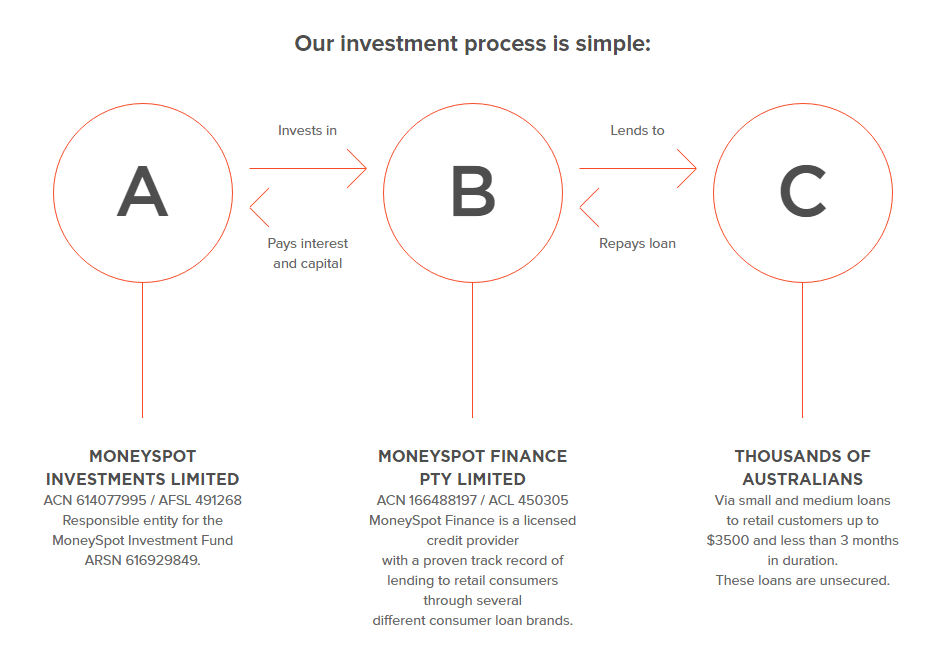 Our investment process is simple:
Invests in
Lends to
A
B
C
Pays interest
and capital
Repays loan
MONEYSPOT
INVESTMENTS LIMITED
ACN 614077995 / AFSL 491268
Responsible entity for the
MoneySpot Investment Fund
ARSN 616929849.
MONEYSPOT FINANCE
PTY LIMITED
ACN 166488197 / ACL 450305
MoneySpot Finance is a licensed
credit provider
with a proven track record of
lending to retail consumers
through several
different consumer loan brands.
THOUSANDS OF
AUSTRALIANS
Via small and medium loans
to retail customers up to
$3500 and less than 3 months
in duration.
These loans are unsecured.